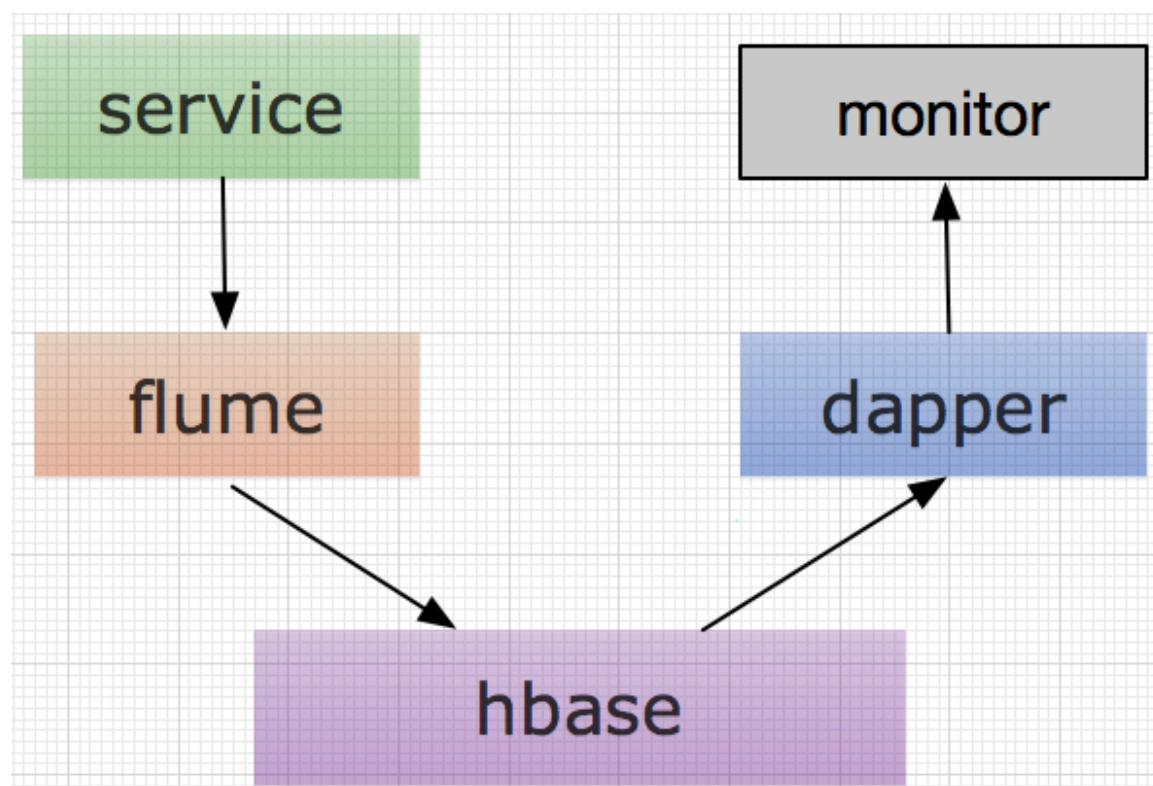 service
monitor
flume
dapper
hbase